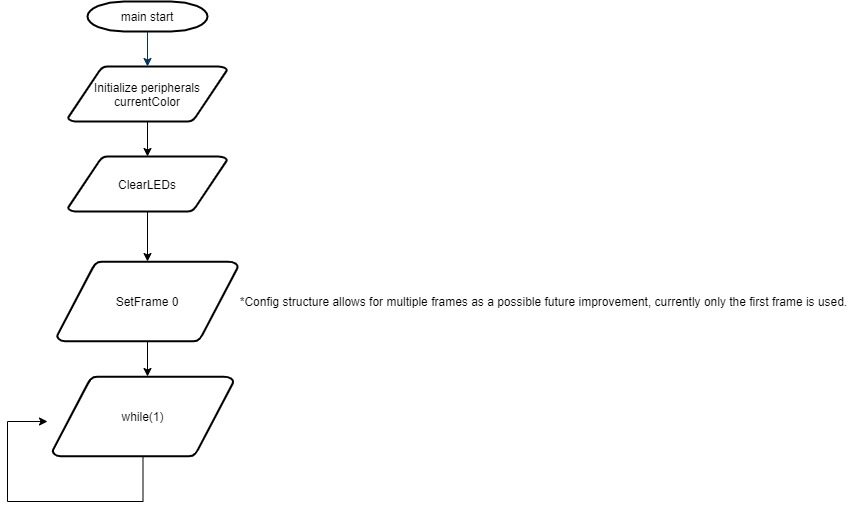 main start
Initialize peripherals
currentColor
ClearLEDs
SetFrame 0
*Config structure allows for multiple frames as a possible future improvement, currently only the first frame is used.
while(1)